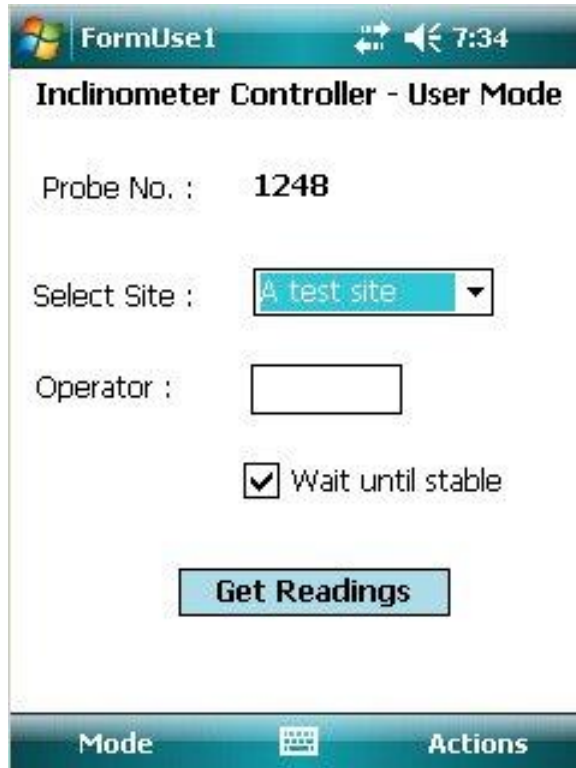 FormUse1 7:34
Inclinometer Controller - User Mode
Probe No. : 1248
Select Site : A test site
Operator :
Wait until stable
Get Readings
Mode Actions